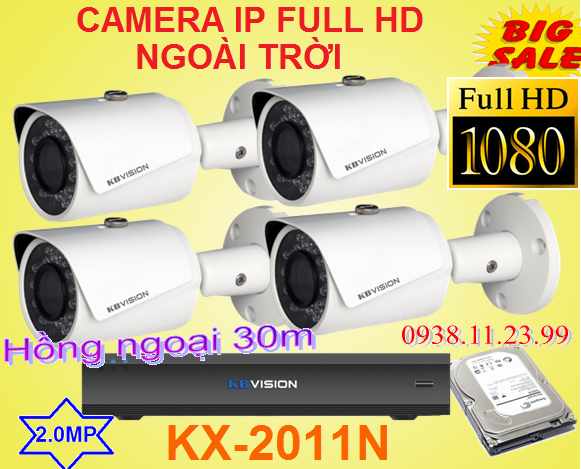 CAMERA IP FULL HD
NGOÀI TRỜI
BIG
SALE
Full HD
1080
KBVISION
KBVISION
KBVISION
KBVISION
Hồng ngoại 30m
0938.11.23.99
KBVISION
2.0MP
KX-2011N